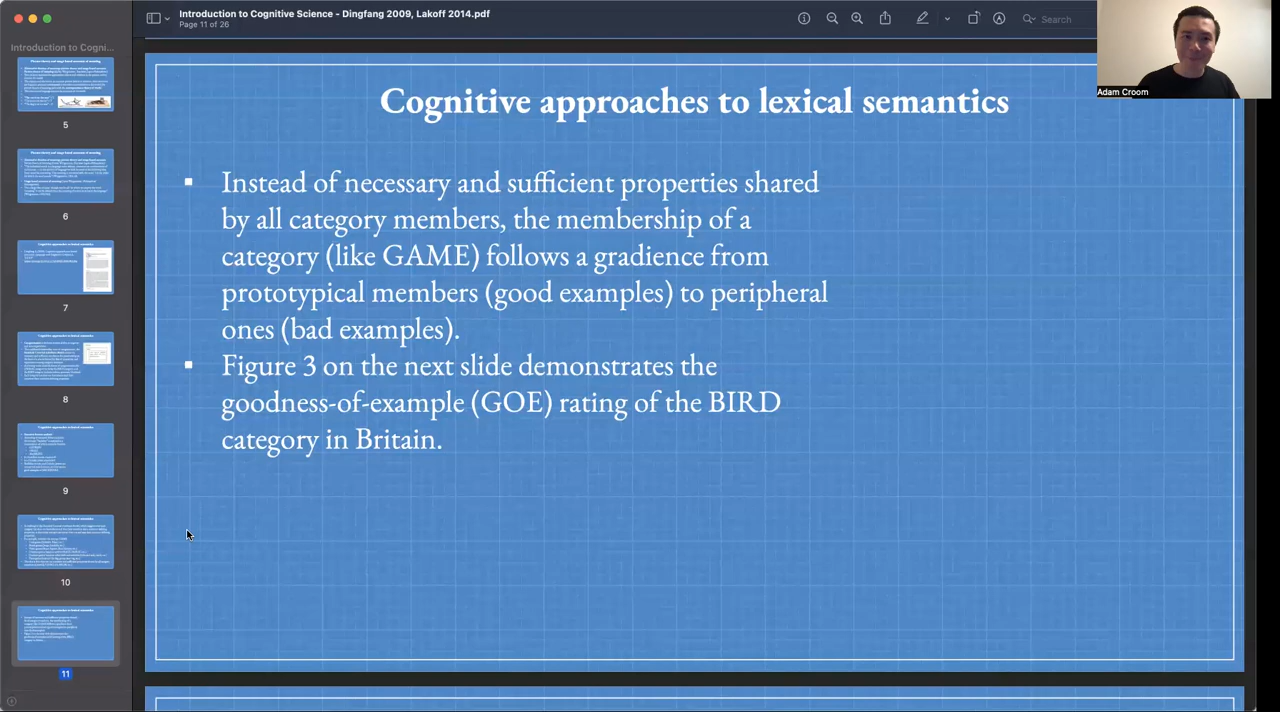 Introduction to Cognitive Science - Dingfang 2009, Lakoff 2014.pdf
Page 11 of 26
Search
Introduction to Cogni...
5
6
7
8
9
10
11
Adam Croom
Cognitive approaches to lexical semantics
Instead of necessary and sufficient properties shared
by all category members, the membership of a
category (like GAME) follows a gradience from
prototypical members (good examples) to peripheral
ones (bad examples).
Figure 3 on the next slide demonstrates the
goodness-of-example (GOE) rating of the BIRD
category in Britain.